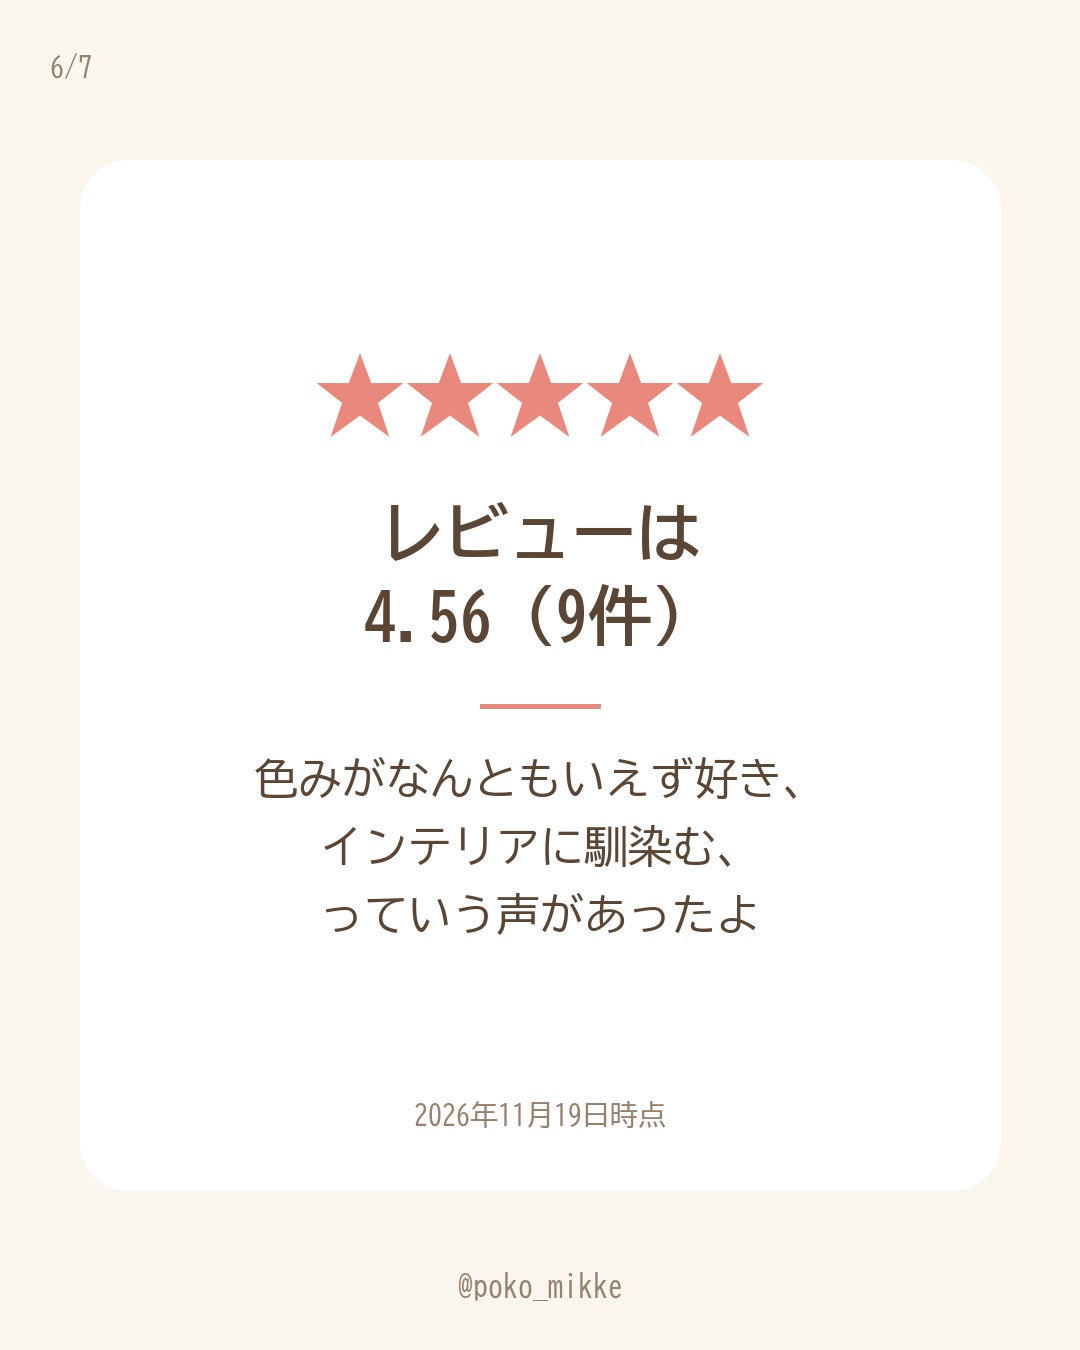 6/7
★★★★★
レビューは
4.56（9件）
色みがなんともいえず好き、
インテリアに馴染む、
っていう声があったよ
2026年11月19日時点
@poko_mikke